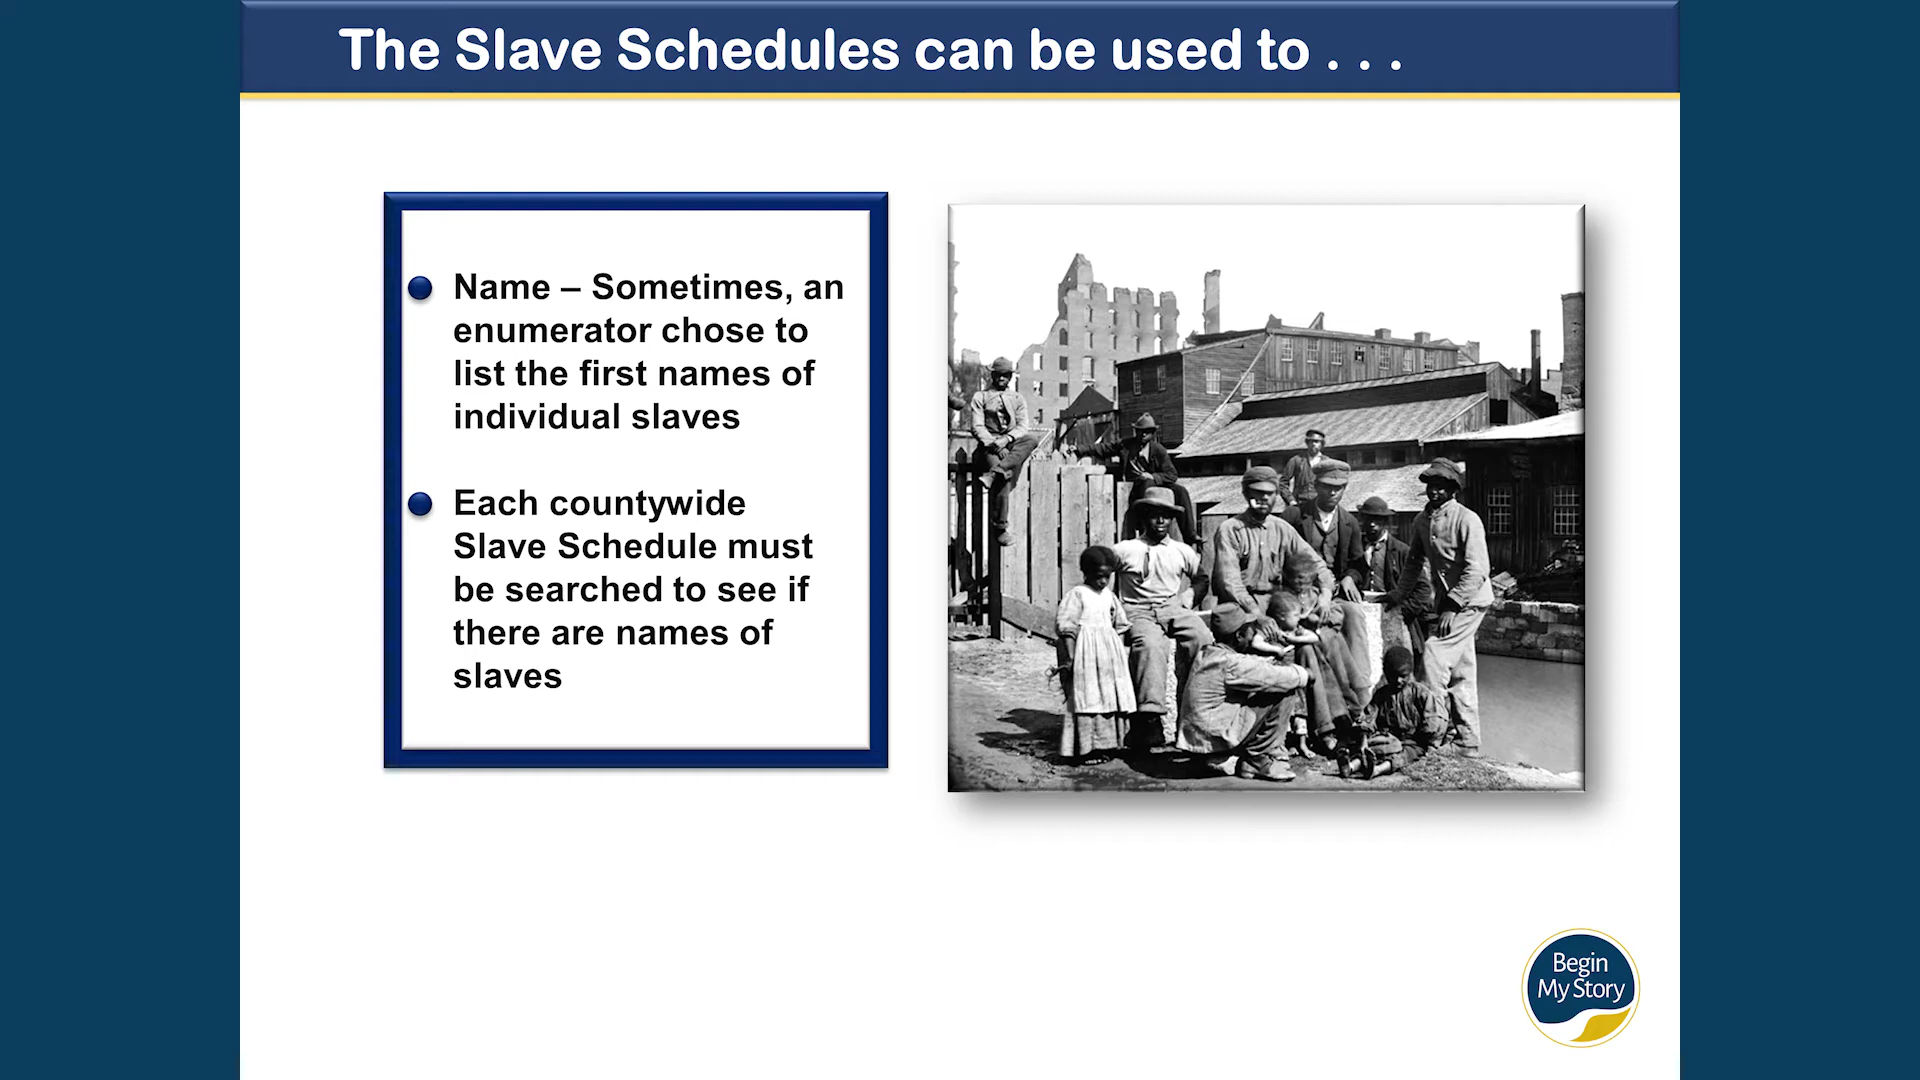 The Slave Schedules can be used to . . .
Name – Sometimes, an
enumerator chose to
list the first names of
individual slaves
Each countywide
Slave Schedule must
be searched to see if
there are names of
slaves
Begin
My Story